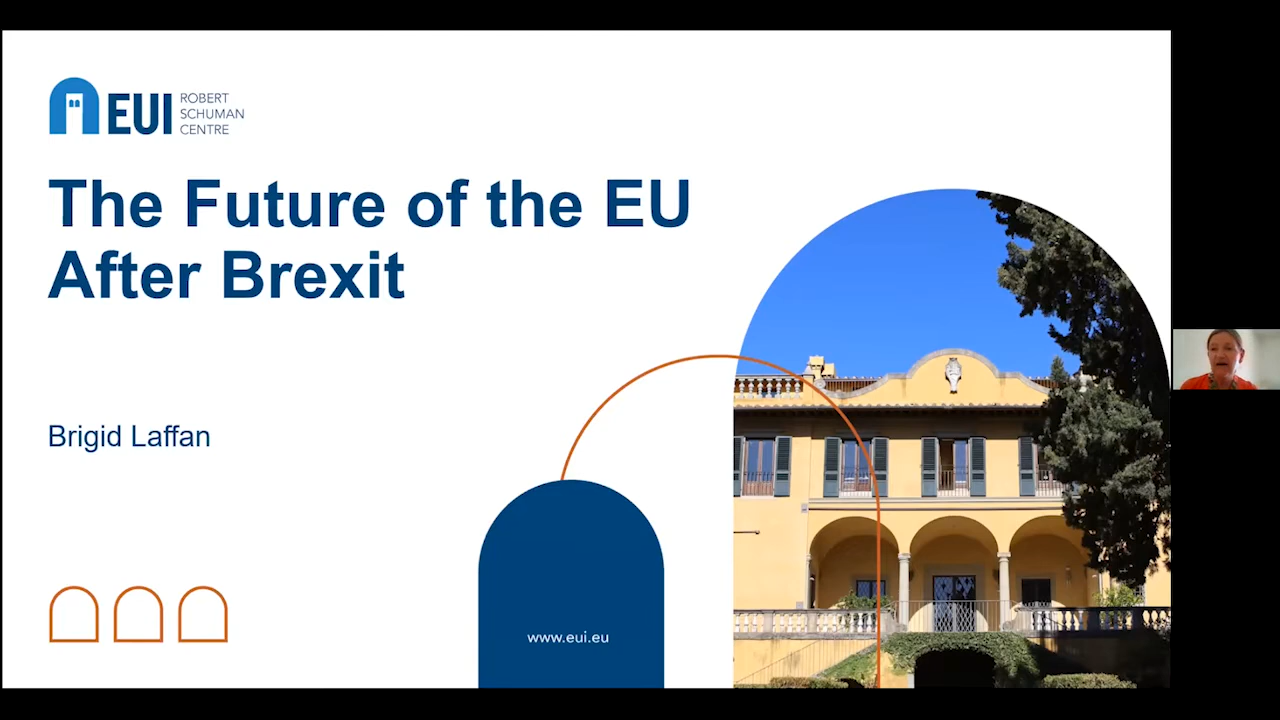 EUI
ROBERT
SCHUMAN
CENTRE
The Future of the EU
After Brexit
Brigid Laffan
www.eui.eu